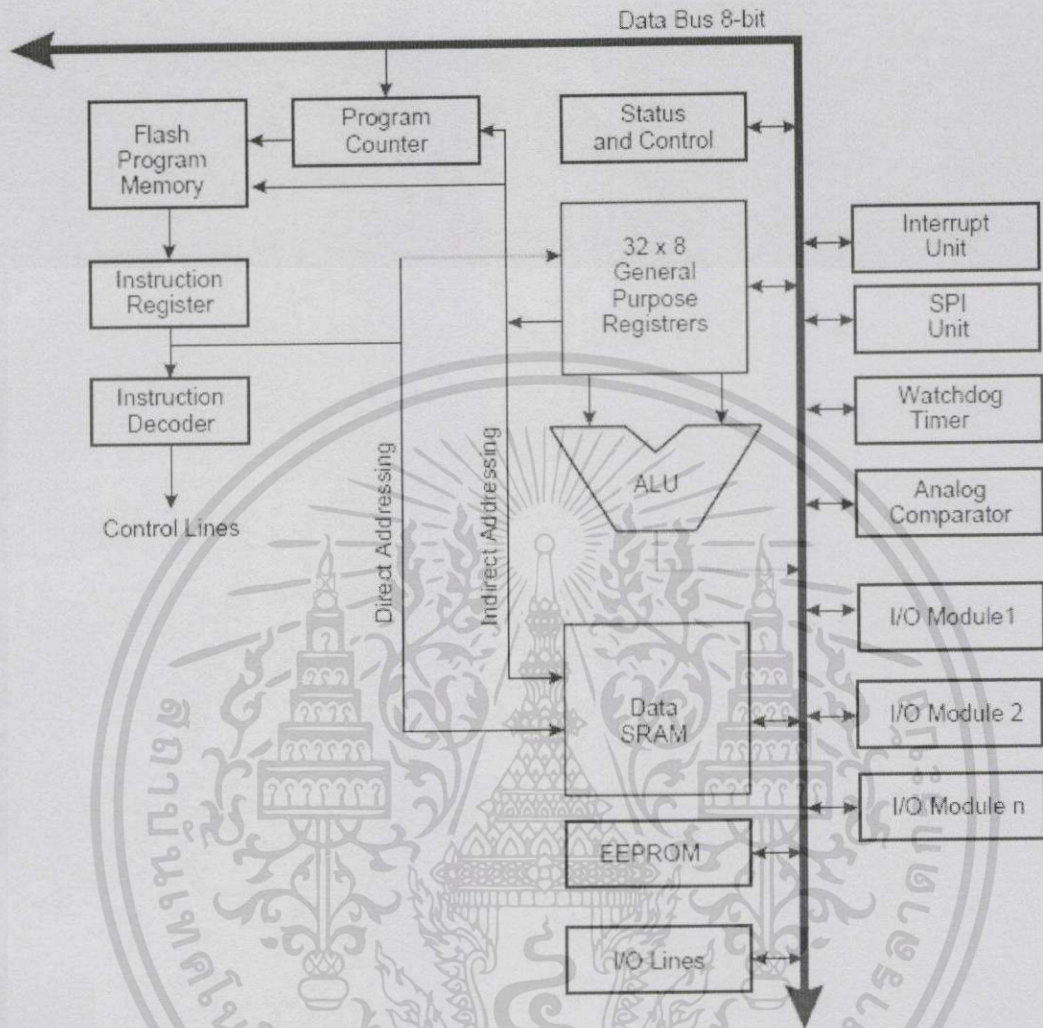 Data Bus 8-bit
Flash
Program
Memory
Program
Counter
Status
and Control
32 x 8
General
Purpose
Registrers
Interrupt
Unit
Instruction
Register
SPI
Unit
Instruction
Decoder
Watchdog
Timer
ALU
Analog
Comparator
Control Lines
Direct Addressing
Indirect Addressing
I/O Module1
Data
SRAM
I/O Module 2
I/O Module n
EEPROM
I/O Lines